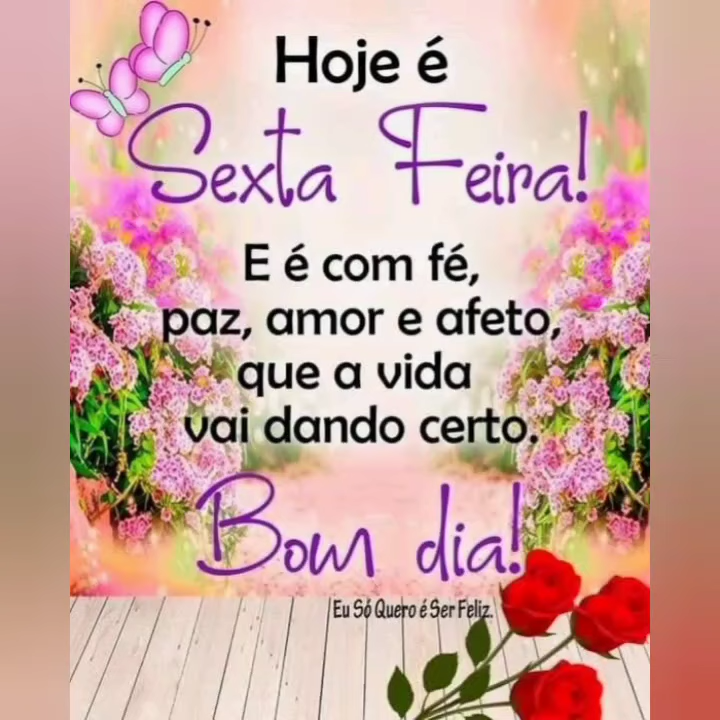 Hoje é
Sexta Feira!
E é com fé,
paz, amor e afeto,
que a vida
vai dando certo.
Bom dia!
Eu Só Quero é Ser Feliz.